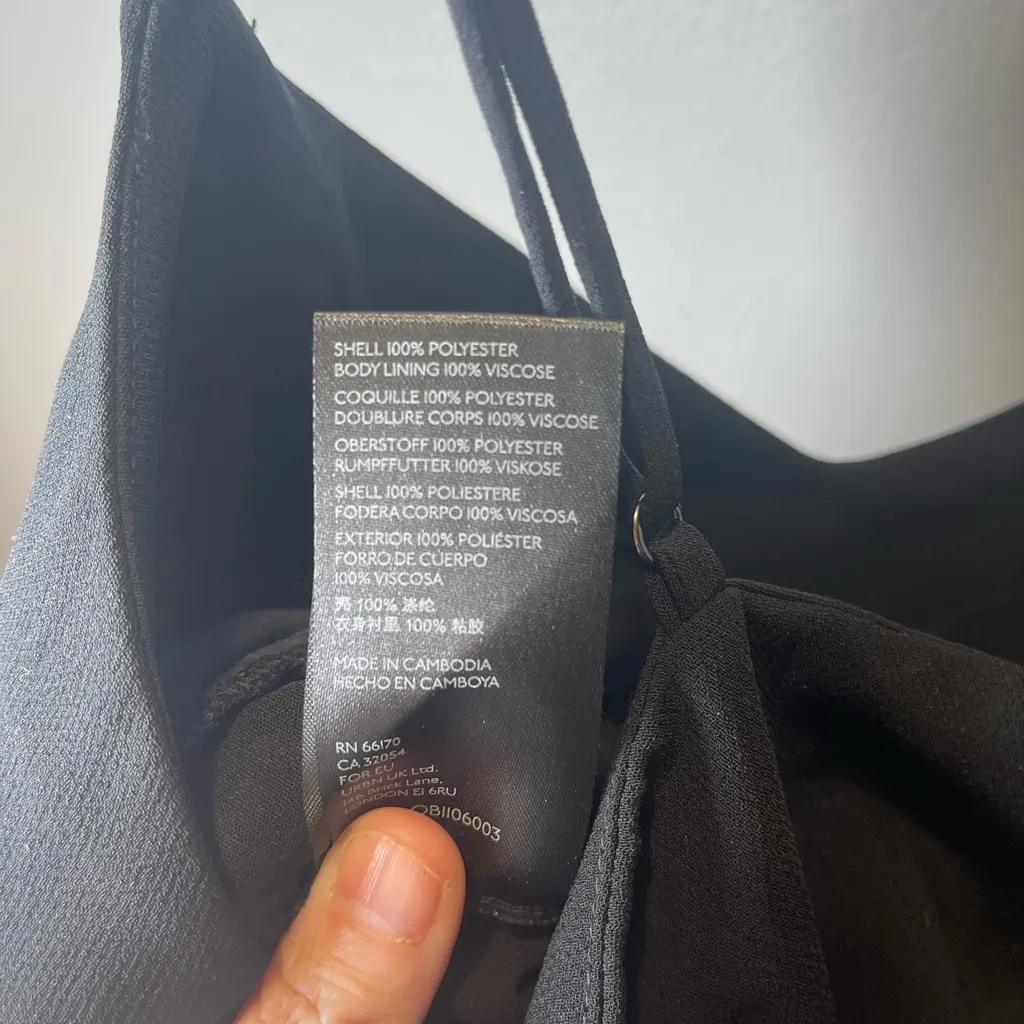 SHELL 100% POLYESTER
BODY LINING 100% VISCOSE
COQUILLE 100% POLYESTER
DOUBLURE CORPS 100% VISCOSE
OBERSTOFF 100% POLYESTER
RUMPFFUTTER 100% VISKOSE
SHELL 100% POLIESTERE
FODERA CORPO 100% VISCOSA
EXTERIOR 100% POLIÉSTER
FORRO DE CUERPO
100% VISCOSA
壳 100% 涤纶
衣身衬里 100% 粘胶
MADE IN CAMBODIA
HECHO EN CAMBOYA
RN 66170
CA 32054
FOR EU
URBN UK Ltd.
146 Brick Lane,
LONDON E1 6RU
OB1106003